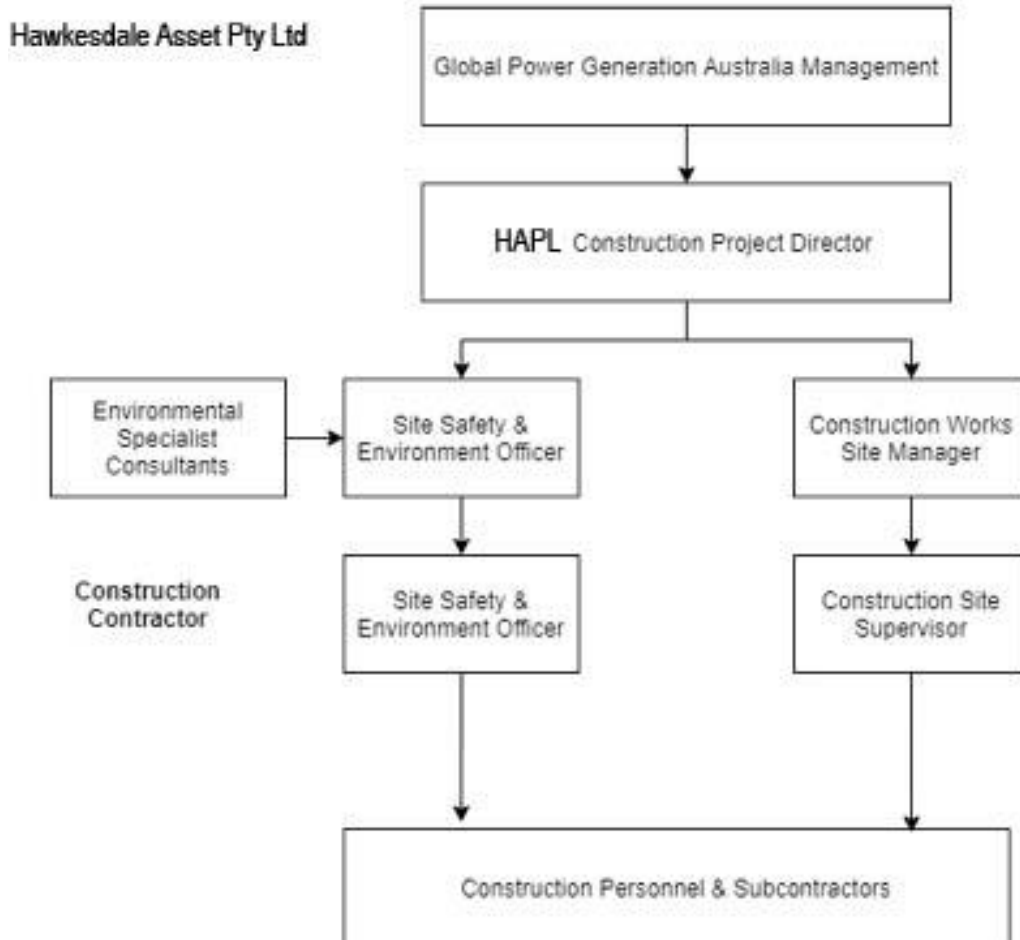 Hawkesdale Asset Pty Ltd
Global Power Generation Australia Management
HAPL Construction Project Director
Environmental
Specialist
Consultants
Site Safety &
Environment Officer
Construction Works
Site Manager
Construction
Contractor
Site Safety &
Environment Officer
Construction Site
Supervisor
Construction Personnel & Subcontractors